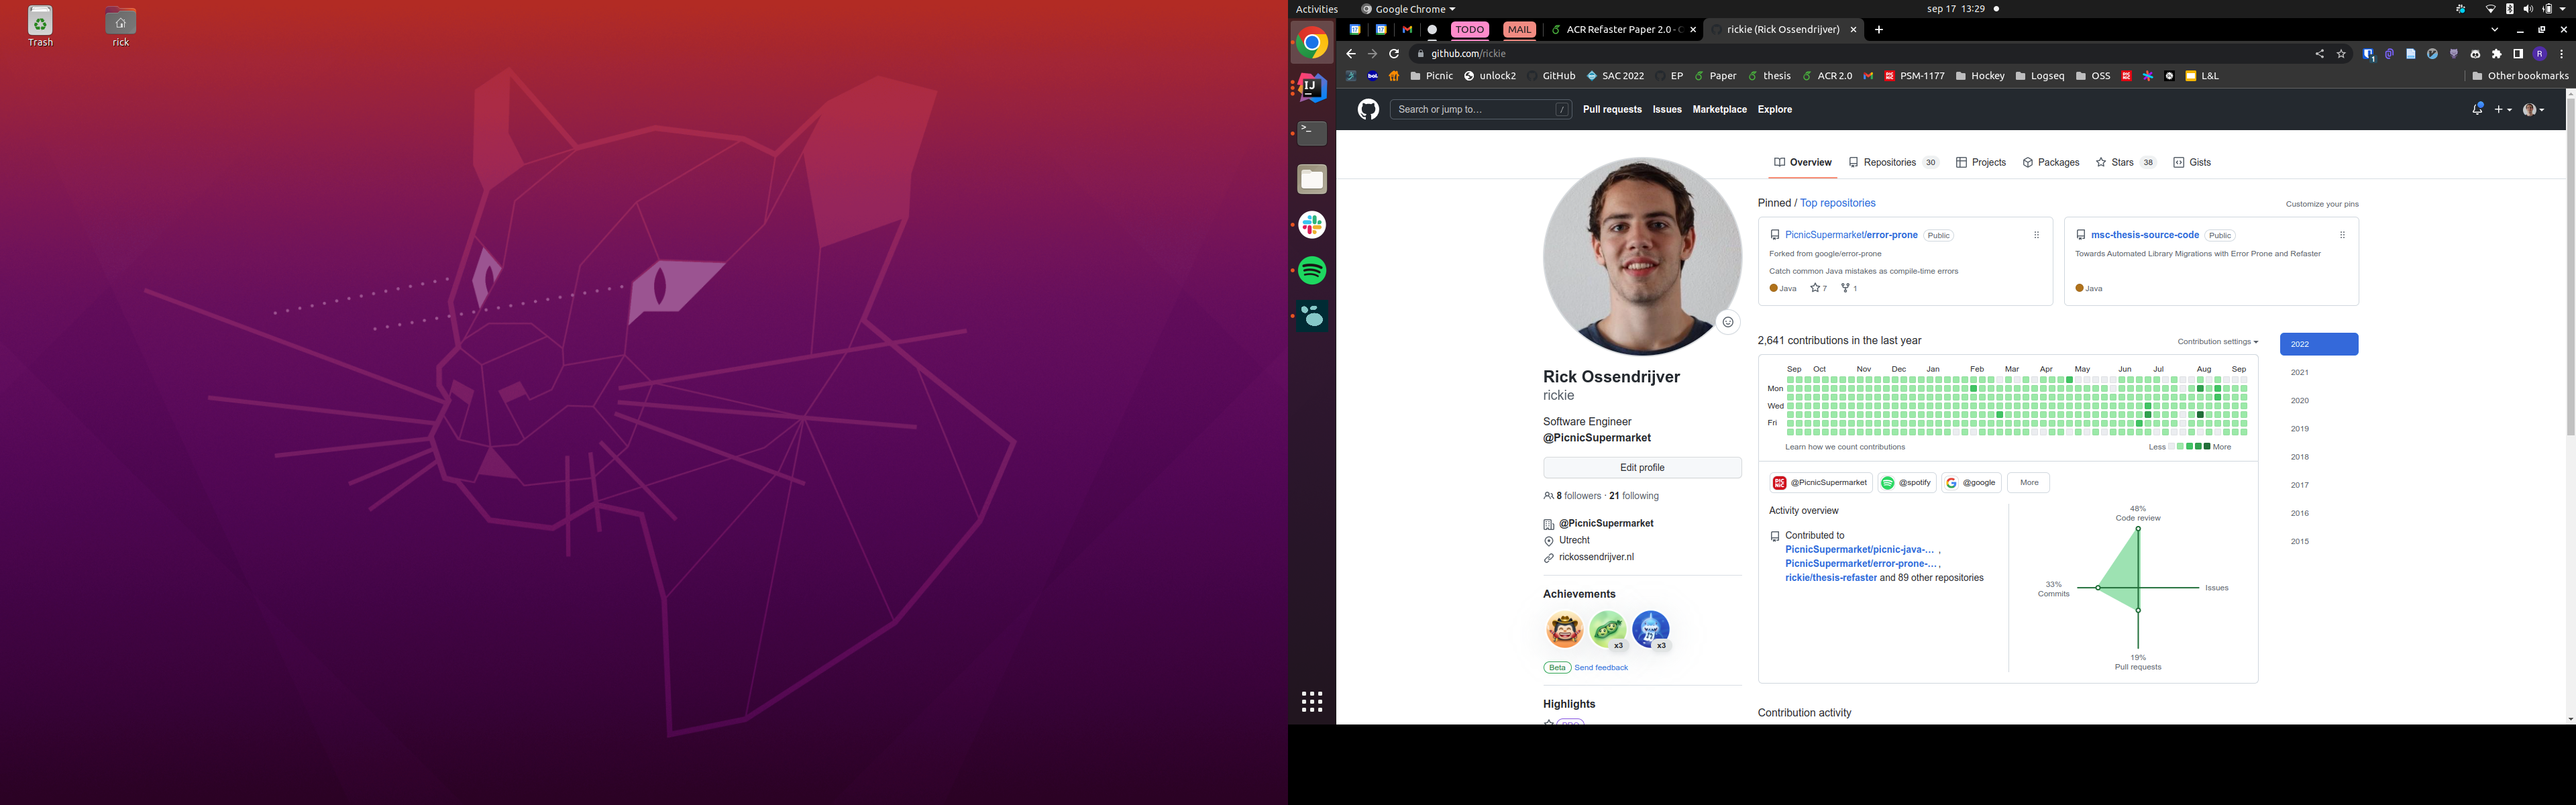 Trash
rick
Activities
Google Chrome
sep 17 13:29
TODO
MAIL
ACR Refaster Paper 2.0 - O
rickie (Rick Ossendrijver)
github.com/rickie
Picnic
unlock2
GitHub
SAC 2022
EP
Paper
thesis
ACR 2.0
PSM-1177
Hockey
Logseq
OSS
L&L
Other bookmarks
Search or jump to... /
Pull requests
Issues
Marketplace
Explore
Overview
Repositories 30
Projects
Packages
Stars 38
Gists
Rick Ossendrijver
rickie
Software Engineer
@PicnicSupermarket
Edit profile
8 followers · 21 following
@PicnicSupermarket
Utrecht
rickossendrijver.nl
Achievements
x3
x3
Beta Send feedback
Highlights
Pinned / Top repositories
Customize your pins
PicnicSupermarket/error-prone Public
Forked from google/error-prone
Catch common Java mistakes as compile-time errors
Java 7 1
msc-thesis-source-code Public
Towards Automated Library Migrations with Error Prone and Refaster
Java
2,641 contributions in the last year
Contribution settings
Sep Oct Nov Dec Jan Feb Mar Apr May Jun Jul Aug Sep
Mon
Wed
Fri
Learn how we count contributions
Less More
@PicnicSupermarket
@spotify
@google
More
Activity overview
Contributed to
PicnicSupermarket/picnic-java-... ,
PicnicSupermarket/error-prone-... ,
rickie/thesis-refaster and 89 other repositories
48%
Code review
33%
Commits
Issues
19%
Pull requests
Contribution activity
2022
2021
2020
2019
2018
2017
2016
2015